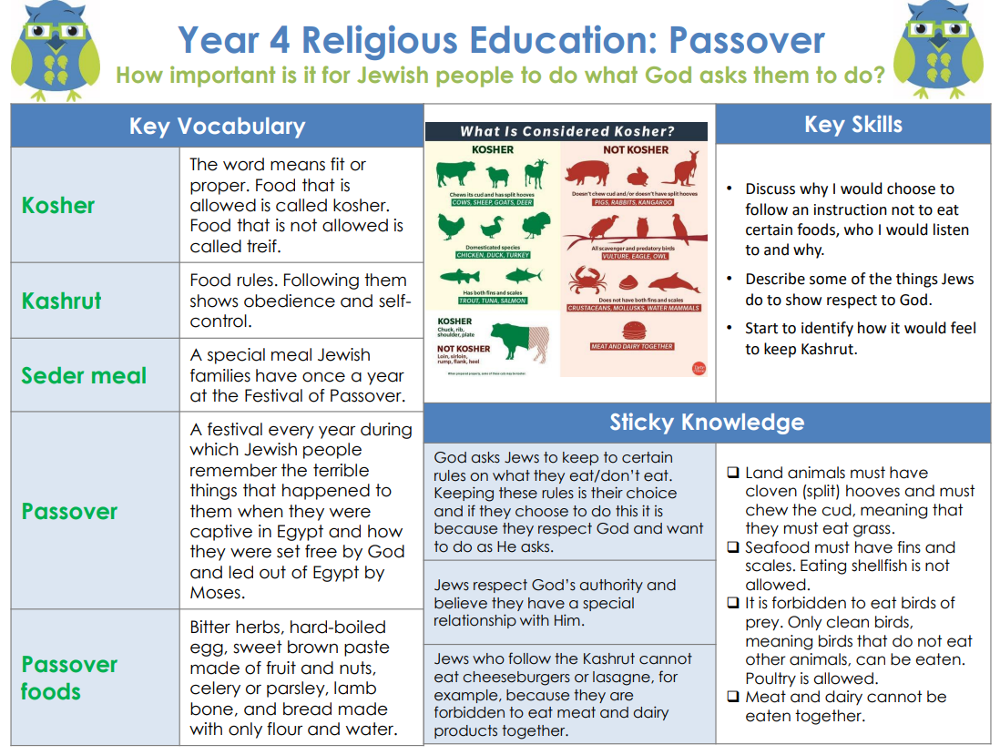 Year 4 Religious Education: Passover
How important is it for Jewish people to do what God asks them to do?
Key Vocabulary
Kosher
The word means fit or
proper. Food that is
allowed is called kosher.
Food that is not allowed is
called treif.
Kashrut
Food rules. Following them
shows obedience and self-
control.
Seder meal
A special meal Jewish
families have once a year
at the Festival of Passover.
Passover
A festival every year during
which Jewish people
remember the terrible
things that happened to
them when they were
captive in Egypt and how
they were set free by God
and led out of Egypt by
Moses.
Passover
foods
Bitter herbs, hard-boiled
egg, sweet brown paste
made of fruit and nuts,
celery or parsley, lamb
bone, and bread made
with only flour and water.
What Is Considered Kosher?
KOSHER
Chews its cud and has split hooves
COWS, SHEEP, GOATS, DEER
Domesticated species
CHICKEN, DUCK, TURKEY
Has both fins and scales
TROUT, TUNA, SALMON
KOSHER
Chuck, rib,
shoulder, plate
NOT KOSHER
Loin, sirloin,
rump, flank, heel
When prepared properly, some of these cuts may be kosher.
NOT KOSHER
Doesn't chew cud and/or doesn't have split hooves
PIGS, RABBITS, KANGAROO
All scavenger and predatory birds
VULTURE, EAGLE, OWL
Does not have both fins and scales
CRUSTACEANS, MOLLUSKS, WATER MAMMALS
MEAT AND DAIRY TOGETHER
Key Skills
• Discuss why I would choose to
follow an instruction not to eat
certain foods, who I would listen
to and why.
• Describe some of the things Jews
do to show respect to God.
• Start to identify how it would feel
to keep Kashrut.
Sticky Knowledge
God asks Jews to keep to certain
rules on what they eat/don't eat.
Keeping these rules is their choice
and if they choose to do this it is
because they respect God and want
to do as He asks.
Jews respect God's authority and
believe they have a special
relationship with Him.
Jews who follow the Kashrut cannot
eat cheeseburgers or lasagne, for
example, because they are
forbidden to eat meat and dairy
products together.
❑ Land animals must have
cloven (split) hooves and must
chew the cud, meaning that
they must eat grass.
❑ Seafood must have fins and
scales. Eating shellfish is not
allowed.
❑ It is forbidden to eat birds of
prey. Only clean birds,
meaning birds that do not eat
other animals, can be eaten.
Poultry is allowed.
❑ Meat and dairy cannot be
eaten together.